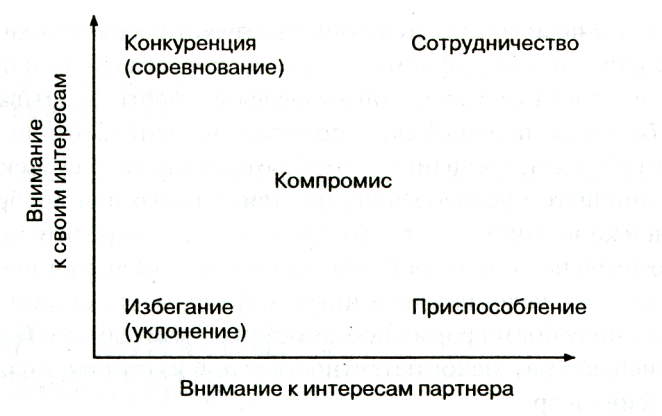 Конкуренция
(соревнование)
Сотрудничество
Внимание
к своим интересам
Компромис
Избегание
(уклонение)
Приспособление
Внимание к интересам партнера